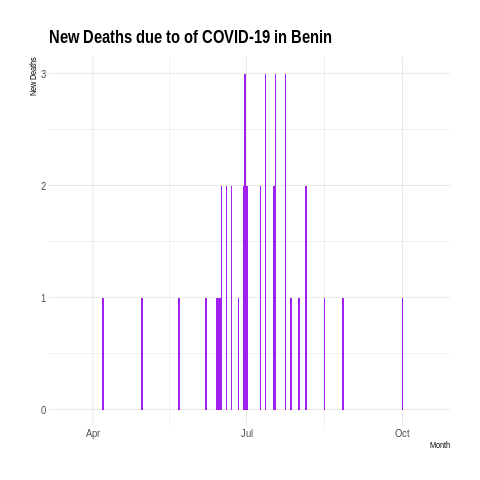 New Deaths due to of COVID-19 in Benin
New Deaths
3
2
1
0
Apr Jul Oct
Month